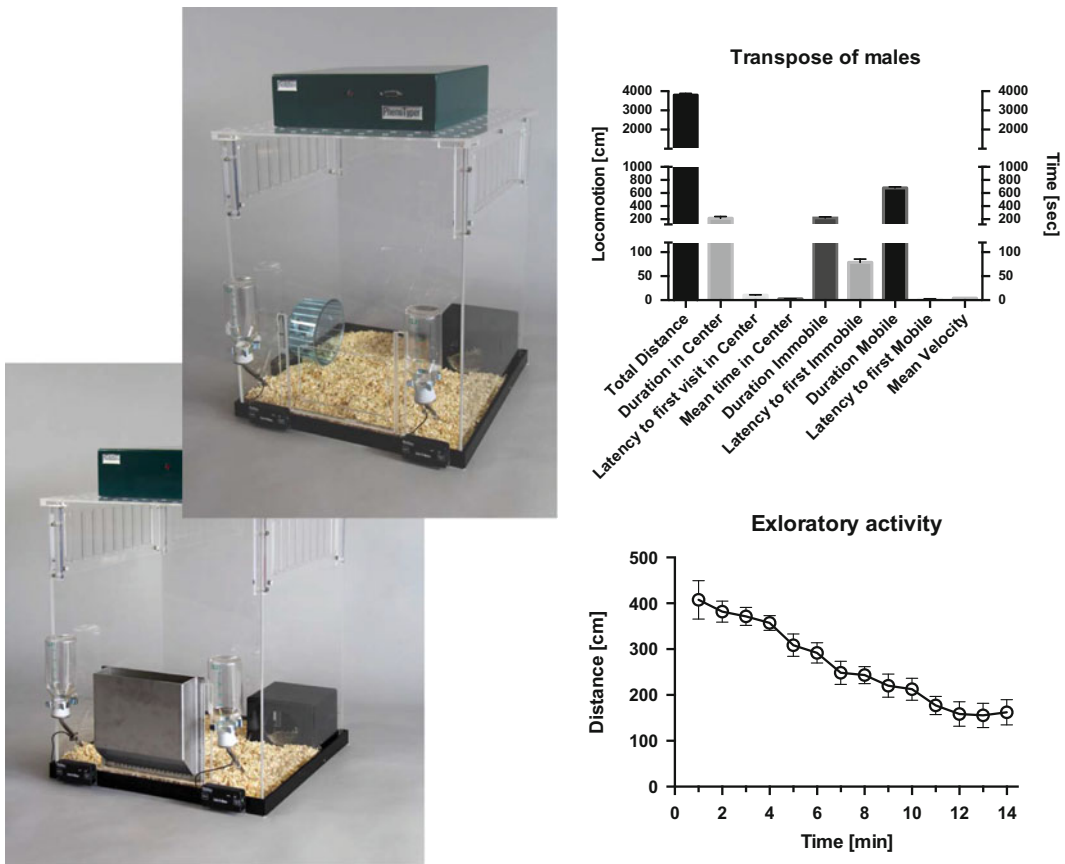 PhenoTyper
Transpose of males
Locomotion [cm]
4000
3000
2000
1000
800
600
400
200
100
50
0
4000
3000
2000
1000
800
600
400
200
100
50
0
Time [sec]
Total Distance
Duration in Center
Latency to first visit in Center
Mean time in Center
Duration Immobile
Latency to first Immobile
Duration Mobile
Latency to first Mobile
Mean Velocity
Exloratory activity
Distance [cm]
500
400
300
200
100
0
0 2 4 6 8 10 12 14
Time [min]